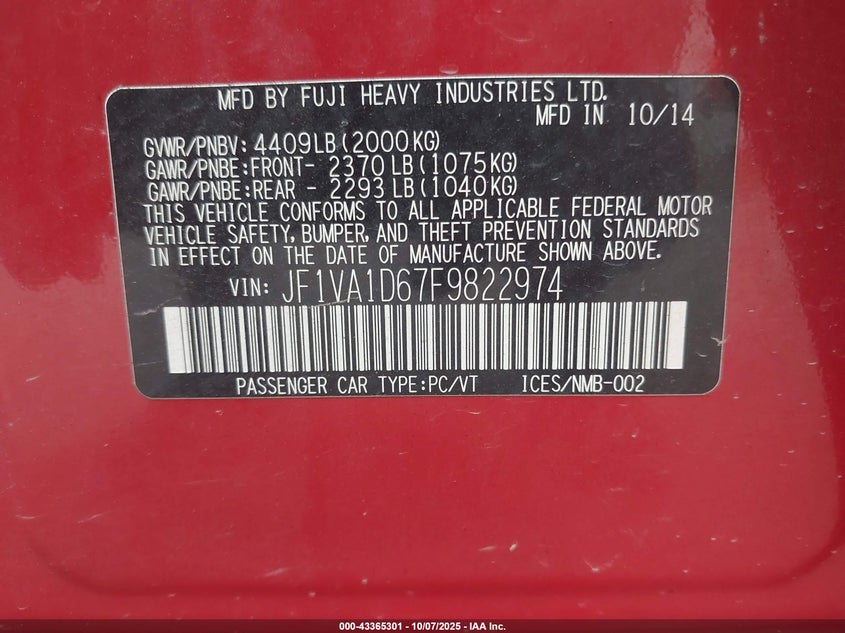 MFD BY FUJI HEAVY INDUSTRIES LTD.
MFD IN 10/14
GVWR/PNBV: 4409LB(2000KG)
GAWR/PNBE:FRONT- 2370LB(1075KG)
GAWR/PNBE:REAR - 2293LB(1040KG)
THIS VEHICLE CONFORMS TO ALL APPLICABLE FEDERAL MOTOR
VEHICLE SAFETY, BUMPER, AND THEFT PREVENTION STANDARDS
IN EFFECT ON THE DATE OF MANUFACTURE SHOWN ABOVE.
VIN: JF1VA1D67F9822974
PASSENGER CAR TYPE:PC/VT ICES/NMB-002
000-43365301 - 10/07/2025 - IAA Inc.